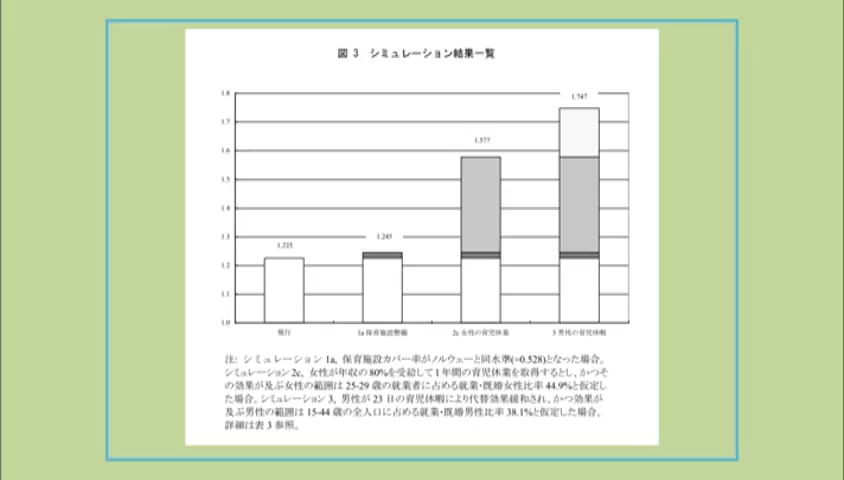 図 3 シミュレーション結果一覧
1.8
1.747
1.7
1.6
1.577
1.5
1.4
1.3
1.245
1.225
1.2
1.1
1.0
現行 1a 保育施設整備 2c 女性の育児休業 3 男性の育児休暇
注: シミュレーション 1a, 保育施設カバー率がノルウェーと同水準(=0.528)となった場合。
シミュレーション 2c, 女性が年収の 80%を受給して 1 年間の育児休業を取得するとし、かつそ
の効果が及ぶ女性の範囲は 25-29 歳の就業者に占める就業・既婚女性比率 44.9%と仮定し
た場合。シミュレーション 3, 男性が 23 日の育児休暇により代替効果緩和され、かつ効果が
及ぶ男性の範囲は 15-44 歳の全人口に占める就業・既婚男性比率 38.1%と仮定した場合。
詳細は表 3 参照。